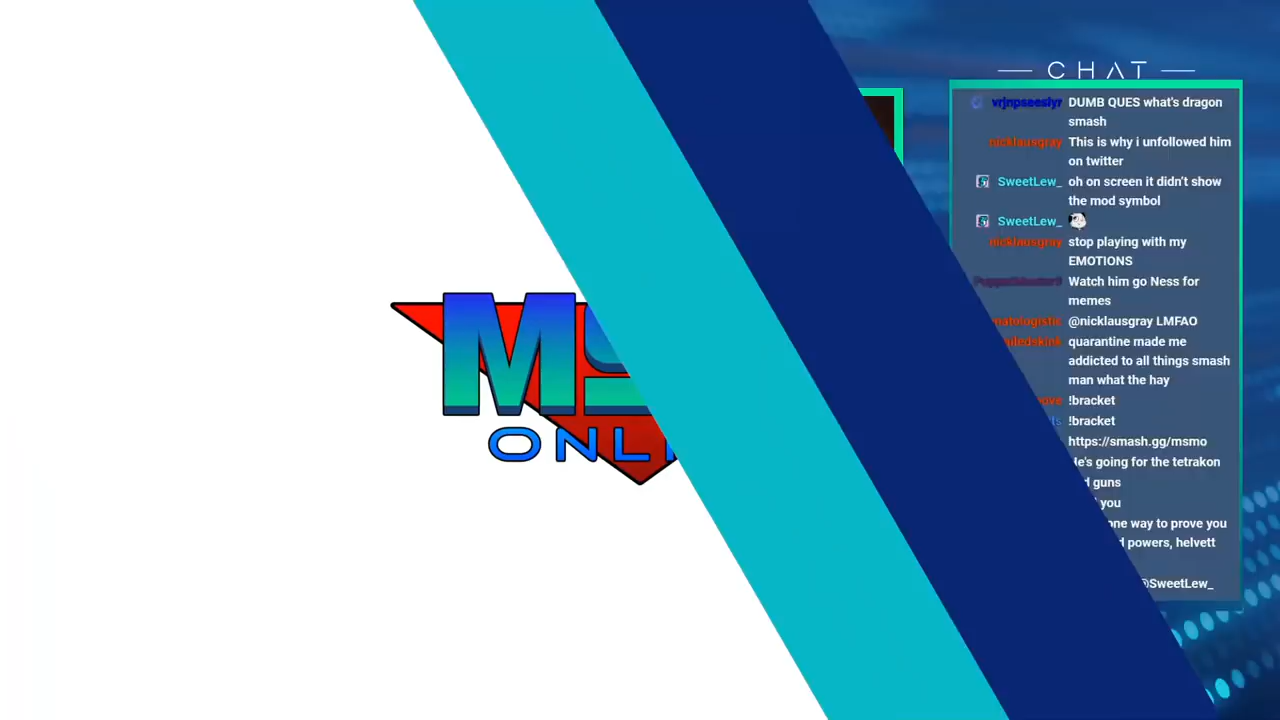 CHAT
vrjnpseeslyr DUMB QUES what's dragon
smash
nicklausgray This is why i unfollowed him
on twitter
SweetLew_ oh on screen it didn't show
the mod symbol
SweetLew_
nicklausgray stop playing with my
EMOTIONS
Watch him go Ness for
memes
@nicklausgray LMFAO
quarantine made me
addicted to all things smash
man what the hay
!bracket
!bracket
https://smash.gg/msmo
He's going for the tetrakon
guns
you
one way to prove you
powers, helvett
@SweetLew_
M
ONLI